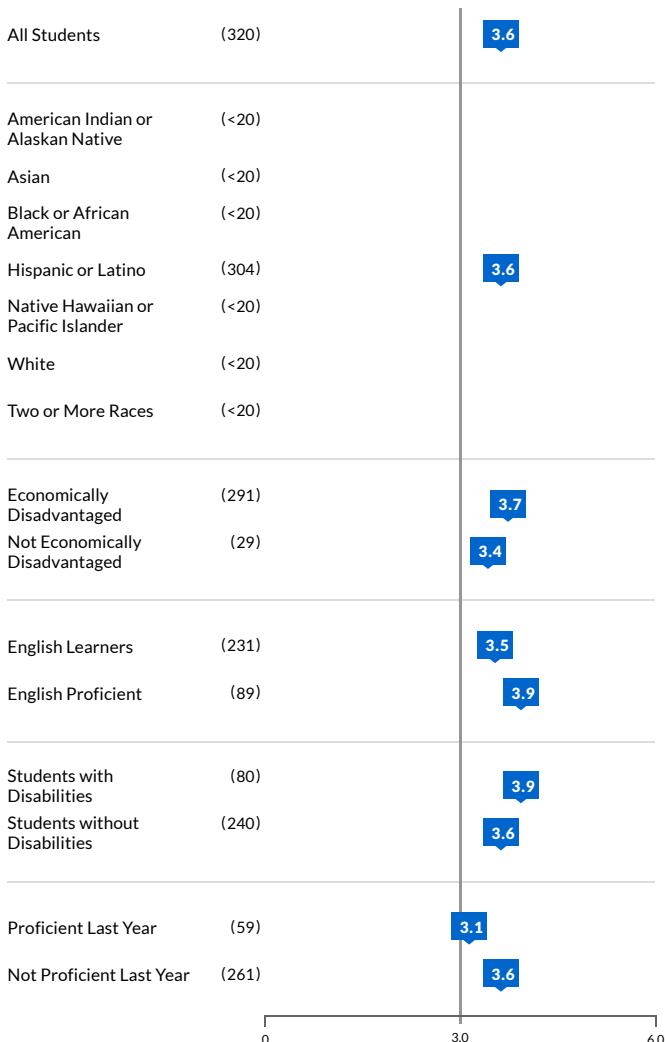 All Students (320) 3.6
American Indian or (<20)
Alaskan Native
Asian (<20)
Black or African (<20)
American
Hispanic or Latino (304) 3.6
Native Hawaiian or (<20)
Pacific Islander
White (<20)
Two or More Races (<20)
Economically (291) 3.7
Disadvantaged
Not Economically (29) 3.4
Disadvantaged
English Learners (231) 3.5
English Proficient (89) 3.9
Students with (80) 3.9
Disabilities
Students without (240) 3.6
Disabilities
Proficient Last Year (59) 3.1
Not Proficient Last Year (261) 3.6
0 3.0 6.0